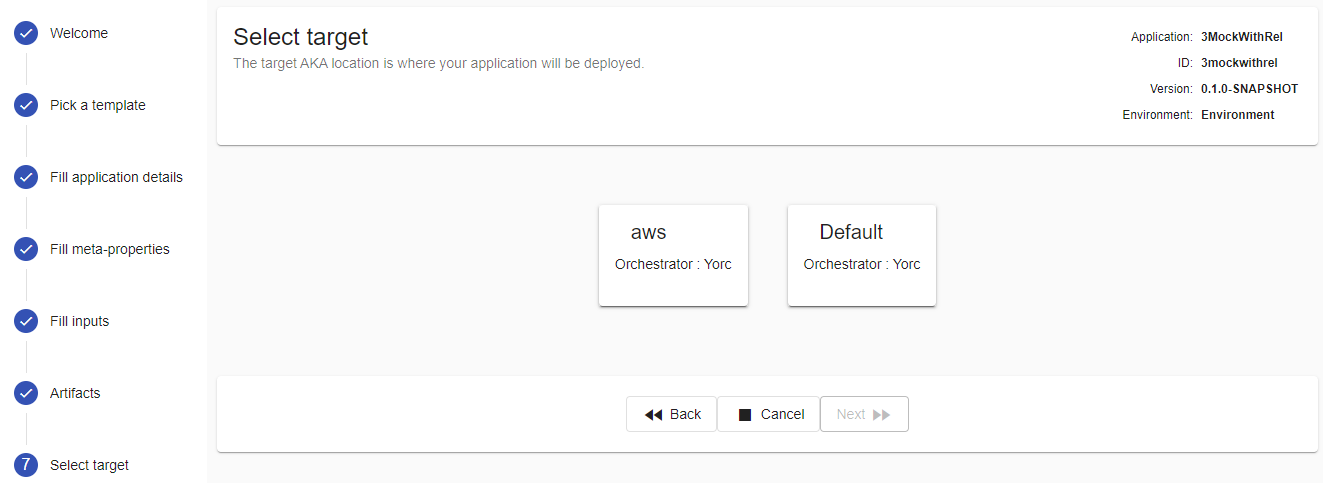 Welcome
Pick a template
Fill application details
Fill meta-properties
Fill inputs
Artifacts
7 Select target
Select target
The target AKA location is where your application will be deployed.
Application: 3MockWithRel
ID: 3mockwithrel
Version: 0.1.0-SNAPSHOT
Environment: Environment
aws
Orchestrator : Yorc
Default
Orchestrator : Yorc
Back Cancel Next